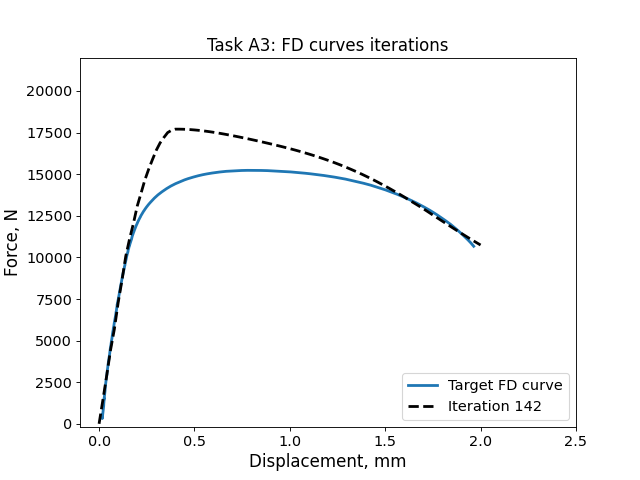 Task A3: FD curves iterations
Force, N
20000
17500
15000
12500
10000
7500
5000
2500
0
Target FD curve
Iteration 142
0.0 0.5 1.0 1.5 2.0 2.5
Displacement, mm